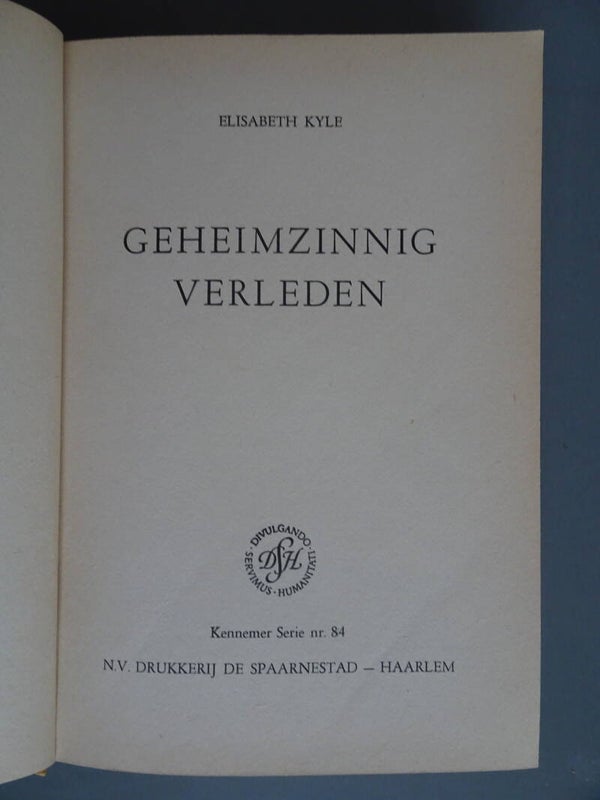 ELISABETH KYLE
GEHEIMZINNIG
VERLEDEN
DIVULGANDO · SERVIMUS · HUMANITATI ·
DSH
Kennemer Serie nr. 84
N.V. DRUKKERIJ DE SPAARNESTAD – HAARLEM